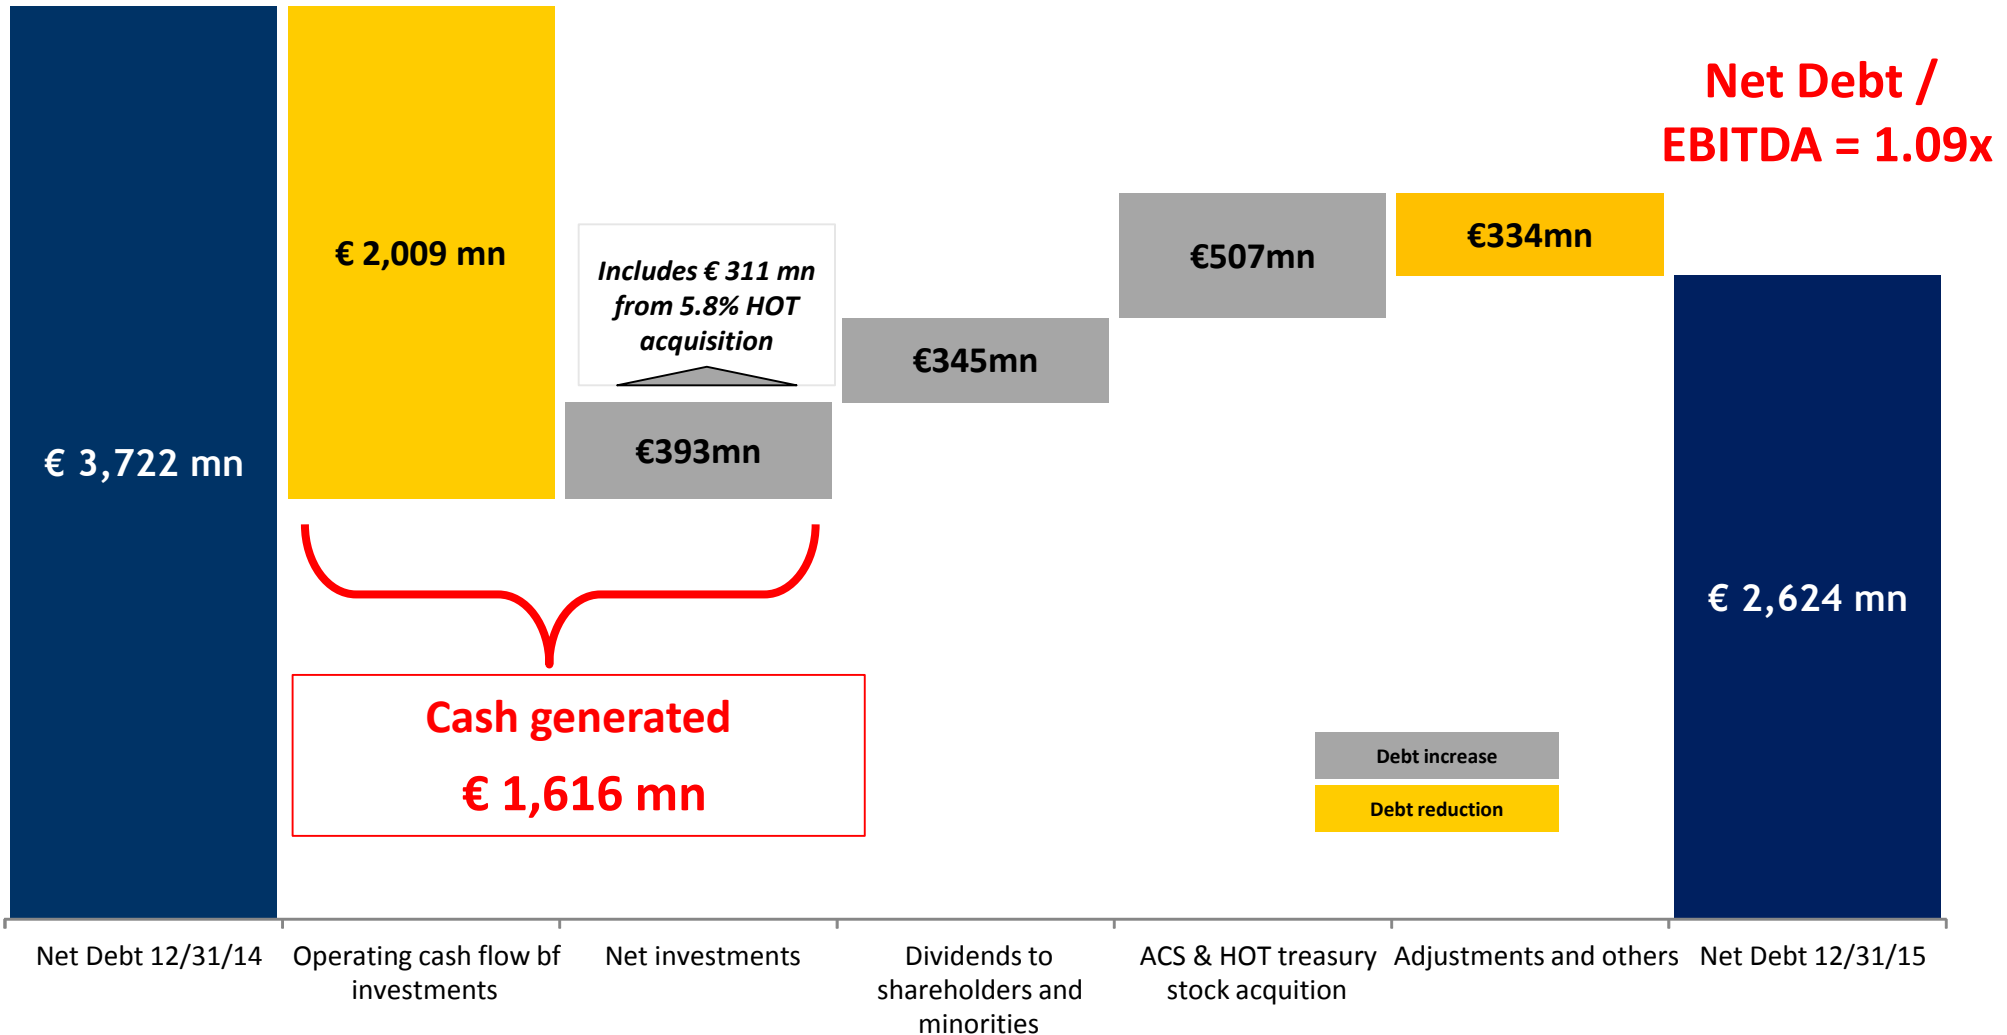 Net Debt /
EBITDA = 1.09x
€ 3,722 mn
€ 2,009 mn
Includes € 311 mn
from 5.8% HOT
acquisition
€393mn
€345mn
€507mn
€334mn
€ 2,624 mn
Cash generated
€ 1,616 mn
Debt increase
Debt reduction
Net Debt 12/31/14
Operating cash flow bf
investments
Net investments
Dividends to
shareholders and
minorities
ACS & HOT treasury
stock acquition
Adjustments and others
Net Debt 12/31/15